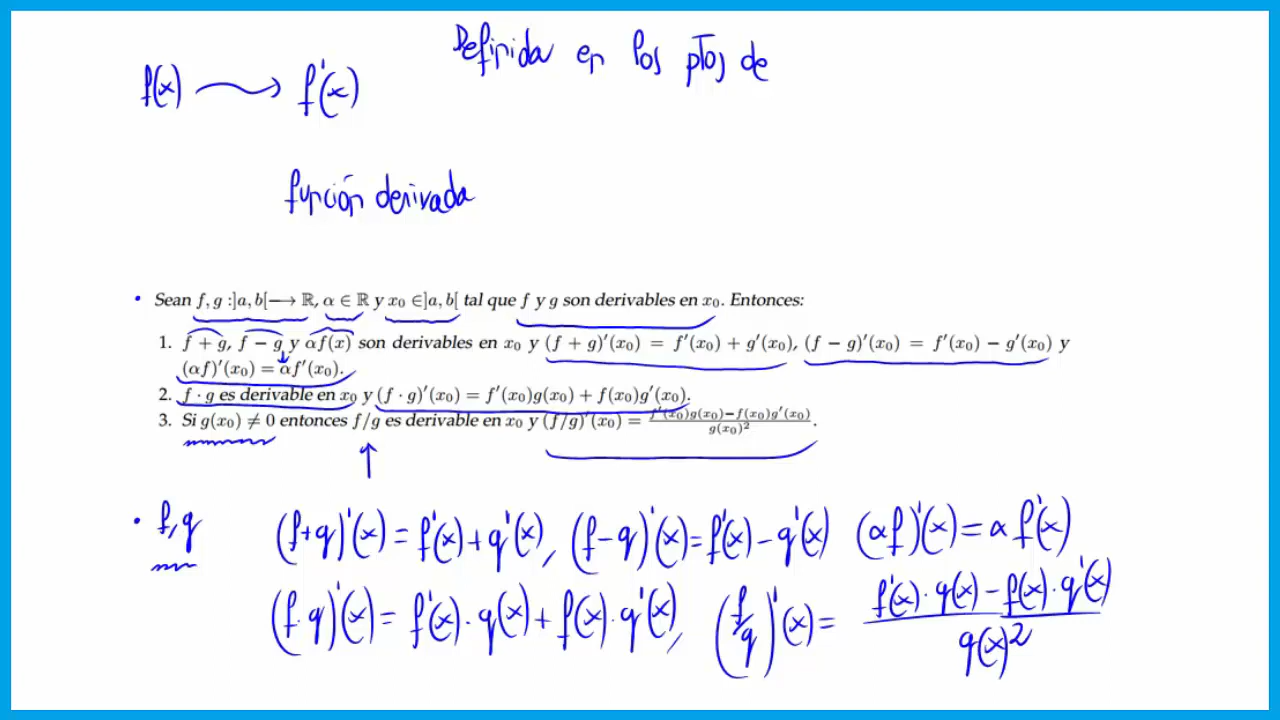 Definida en los ptos de
f(x) ⟶ f'(x)
función derivada
• Sean f, g :]a, b[⟶ ℝ, α ∈ ℝ y x₀ ∈]a, b[ tal que f y g son derivables en x₀. Entonces:
1. f + g, f − g y αf(x) son derivables en x₀ y (f + g)′(x₀) = f′(x₀) + g′(x₀), (f − g)′(x₀) = f′(x₀) − g′(x₀) y
(αf)′(x₀) = αf′(x₀).
2. f · g es derivable en x₀ y (f · g)′(x₀) = f′(x₀)g(x₀) + f(x₀)g′(x₀).
3. Si g(x₀) ≠ 0 entonces f/g es derivable en x₀ y (f/g)′(x₀) = f′(x₀)g(x₀)−f(x₀)g′(x₀) / g(x₀)².
• f, g (f+g)'(x) = f'(x) + g'(x), (f−g)'(x) = f'(x) − g'(x) (αf)'(x) = α f'(x)
(f·g)'(x) = f'(x)·g(x) + f(x)·g'(x), (f/g)'(x) = f'(x)·g(x) − f(x)·g'(x) / g(x)²